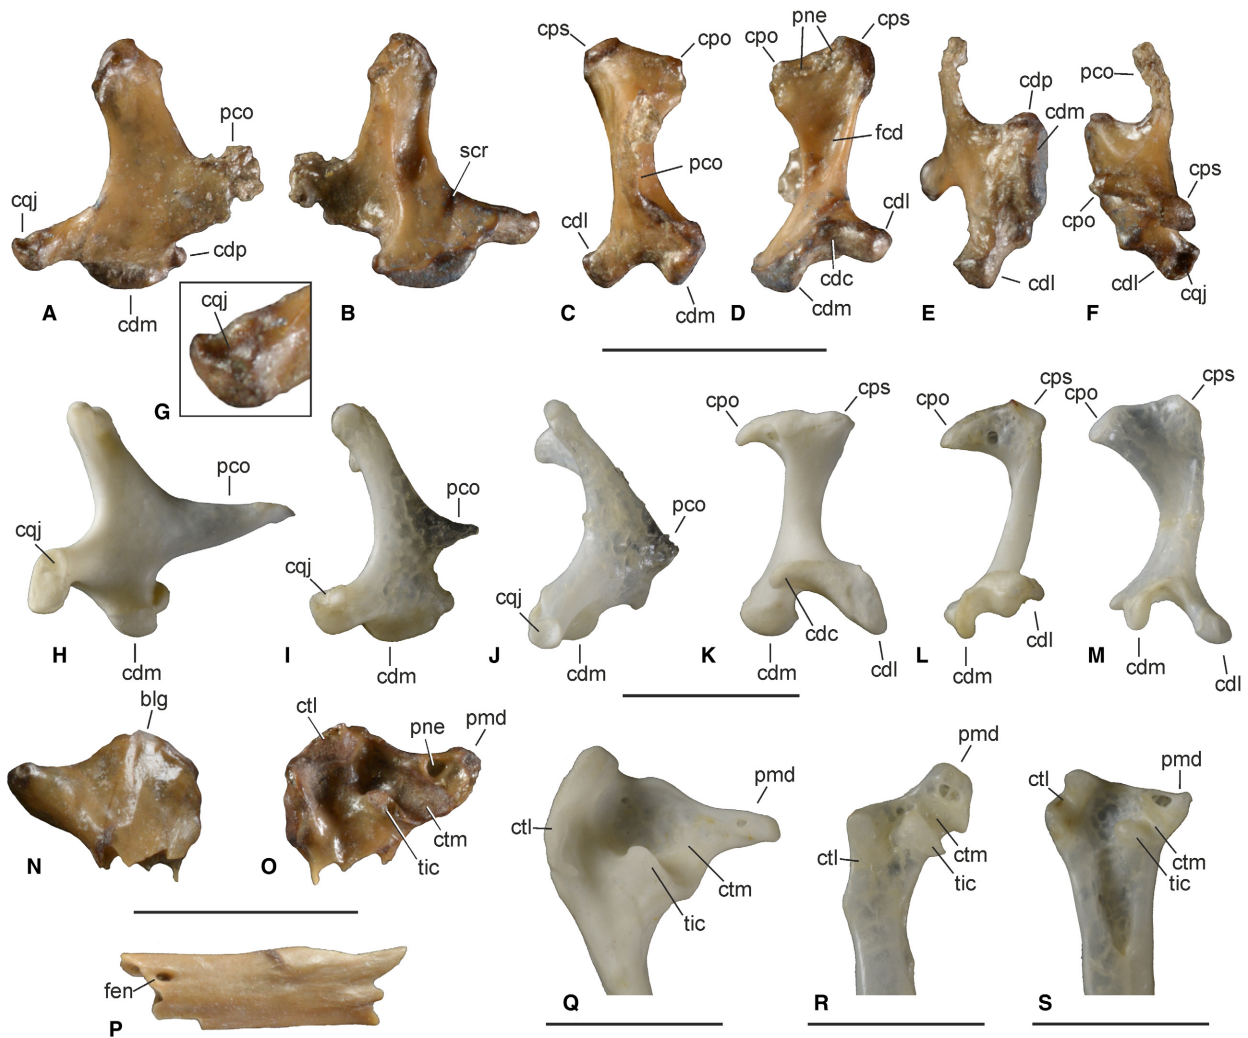 pne
cps
cpo
cpo
cps
pco
cdp
cdm
pco
scr
fcd
pco
cqj
cdp
cdl
cdl
cps
cpo
cdc
cdl
cdl
cqj
cdm
cdm
cdm
A
B
C
D
E
F
cqj
G
cpo
cps
cpo
cps
cpo
cps
pco
pco
pco
cqj
cqj
cqj
cdc
cdl
cdl
cdl
cdm
cdm
cdm
cdm
cdm
cdm
H
I
J
K
L
M
blg
ctl
pne
pmd
pmd
pmd
pmd
ctl
ctl
ctl
ctm
tic
ctm
tic
ctm
tic
ctm
tic
N
O
fen
P
Q
R
S